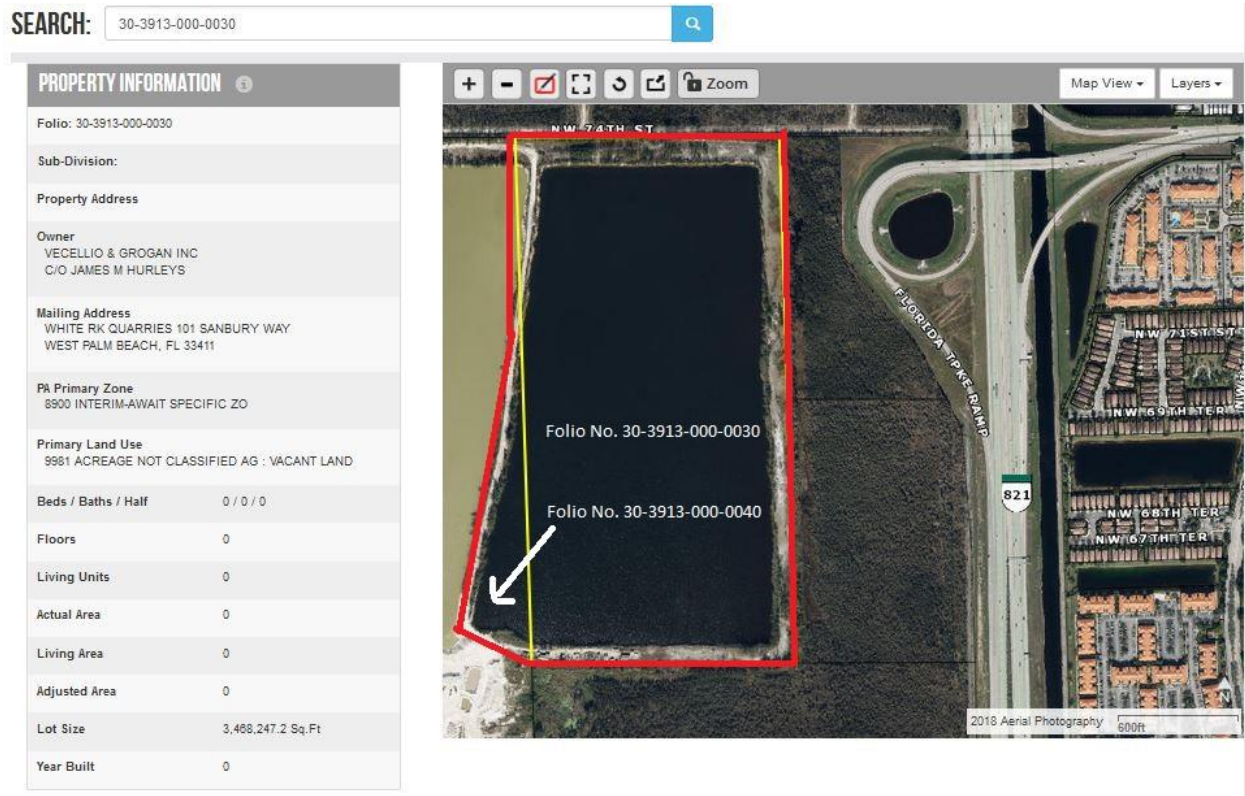 SEARCH: 30-3913-000-0030
PROPERTY INFORMATION
Folio: 30-3913-000-0030
Sub-Division:
Property Address
Owner
VECELLIO & GROGAN INC
C/O JAMES M HURLEYS
Mailing Address
WHITE RK QUARRIES 101 SANBURY WAY
WEST PALM BEACH, FL 33411
PA Primary Zone
8900 INTERIM-AWAIT SPECIFIC ZO
Primary Land Use
9981 ACREAGE NOT CLASSIFIED AG : VACANT LAND
Beds / Baths / Half 0 / 0 / 0
Floors 0
Living Units 0
Actual Area 0
Living Area 0
Adjusted Area 0
Lot Size 3,468,247.2 Sq.Ft
Year Built 0
Zoom
Map View
Layers
NW 74TH ST
FLORIDA TPKE RAMP
NW 71ST ST
NW 69TH TER
Folio No. 30-3913-000-0030
821
Folio No. 30-3913-000-0040
NW 68TH TER
NW 67TH TER
2018 Aerial Photography
600ft